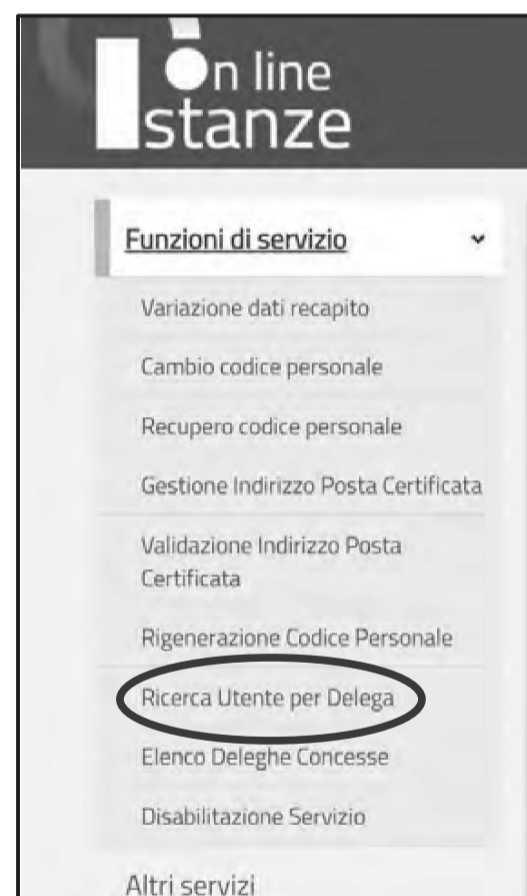 On line
Istanze
Funzioni di servizio
Variazione dati recapito
Cambio codice personale
Recupero codice personale
Gestione Indirizzo Posta Certificata
Validazione Indirizzo Posta
Certificata
Rigenerazione Codice Personale
Ricerca Utente per Delega
Elenco Deleghe Concesse
Disabilitazione Servizio
Altri servizi